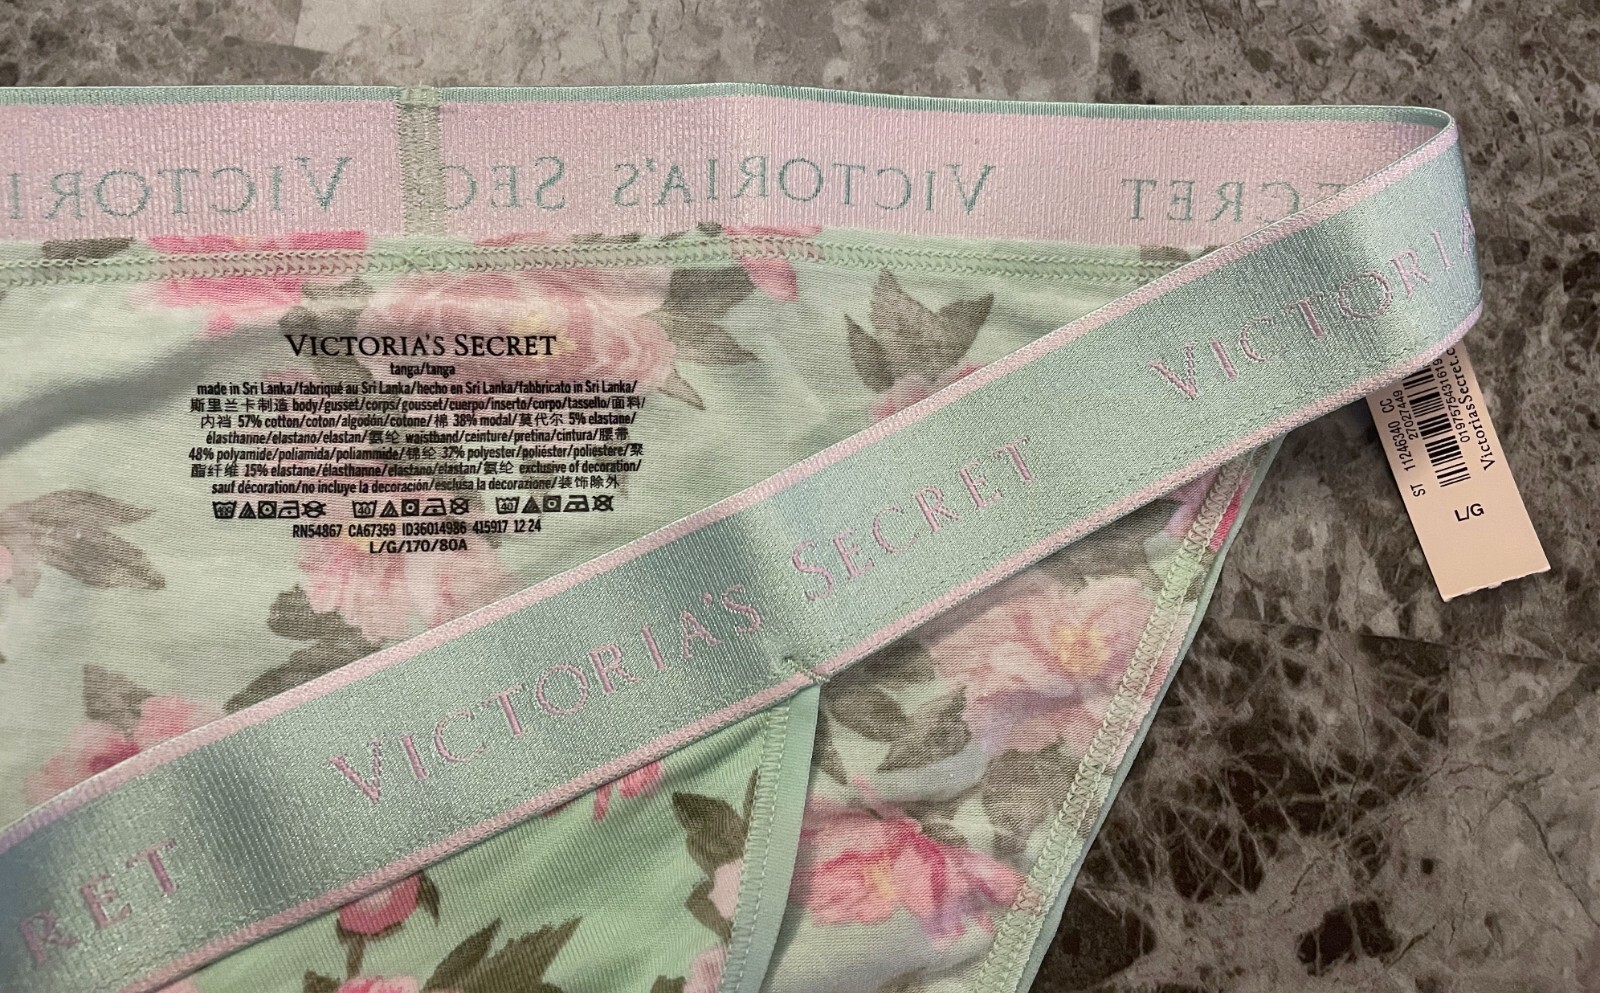 VICTORI
VICTORIA'S SEC
VICTORIA'S SEC
CRET
VICTORIA'S SECRET
tanga/tanga
made in Sri Lanka/fabriqué au Sri Lanka/hecho en Sri Lanka/fabbricato in Sri Lanka/
斯里兰卡制造 body/gusset/corps/gousset/cuerpo/inserto/corpo/tassello/面料/
内裆 57% cotton/coton/algodón/cotone/棉 38% modal/莫代尔 5% elastane/
élasthanne/elastano/elastan/氨纶 waistband/ceinture/pretina/cintura/腰带
48% polyamide/poliamida/poliammide/锦纶 37% polyester/poliéster/poliestere/聚
酯纤维 15% elastane/élasthanne/elastano/elastan/氨纶 exclusive of decoration/
sauf décoration/no incluye la decoración/esclusa la decorazione/装饰除外
RN54867 CA67359 ID36014986 415917 12 24
L/G/170/80A
RET
VICTORIA'S SECRET
VICTORIA
ST 11246340 CC
L/G